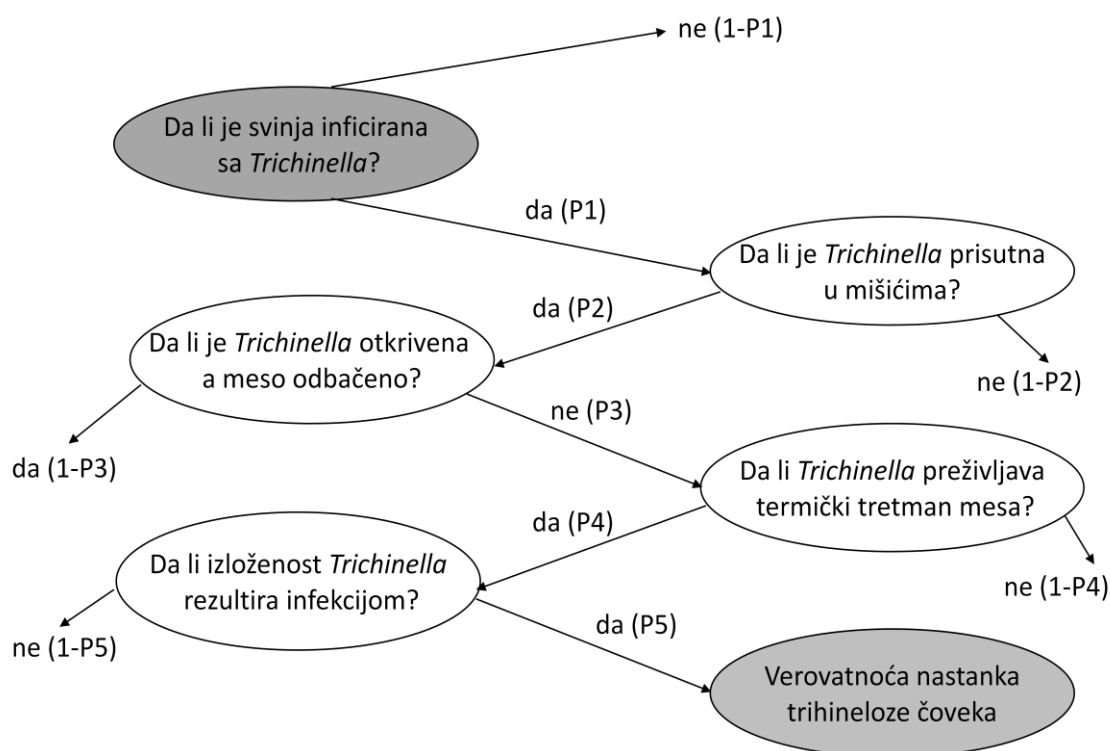 ne (1-P1)
Da li je svinja inficirana
sa Trichinella?
da (P1)
Da li je Trichinella prisutna
u mišićima?
da (P2)
ne (1-P2)
Da li je Trichinella otkrivena
a meso odbačeno?
ne (P3)
da (1-P3)
Da li Trichinella preživljava
termički tretman mesa?
da (P4)
ne (1-P4)
Da li izloženost Trichinella
rezultira infekcijom?
da (P5)
ne (1-P5)
Verovatnoća nastanka
trihineloze čoveka